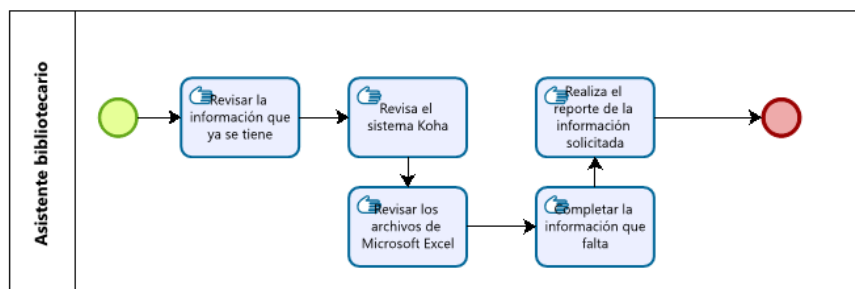 Asistente bibliotecario
Revisar la
información que
ya se tiene
Revisa el
sistema Koha
Revisar los
archivos de
Microsoft Excel
Completar la
información que
falta
Realiza el
reporte de la
información
solicitada